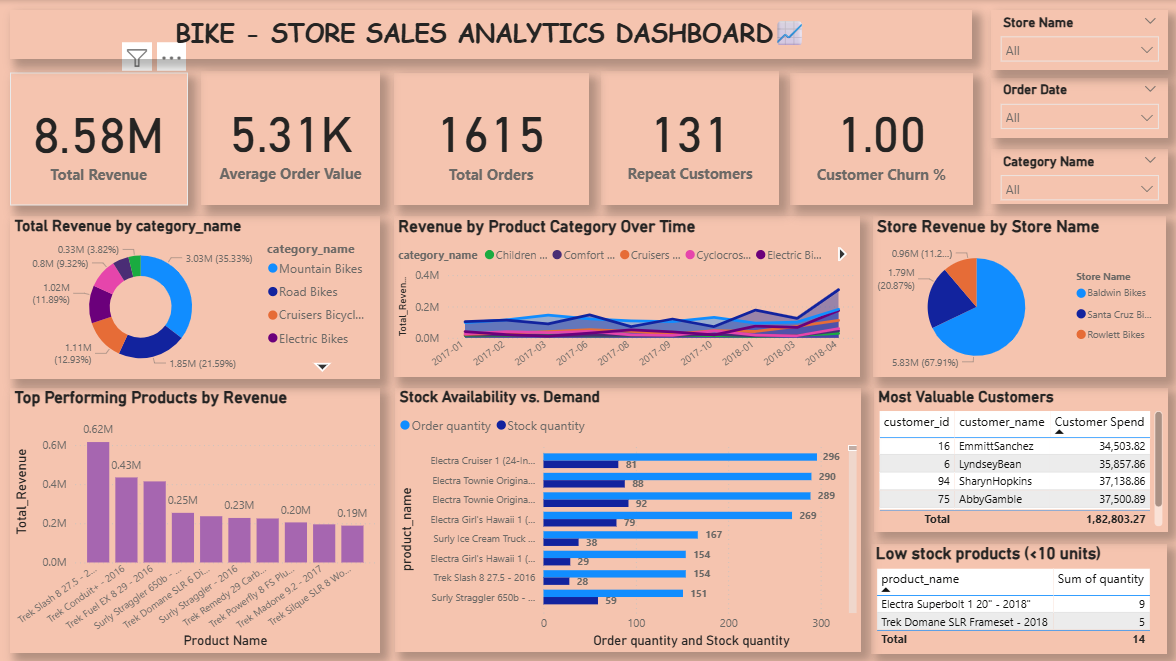 BIKE - STORE SALES ANALYTICS DASHBOARD
Store Name
All
Order Date
All
Category Name
All
8.58M
Total Revenue
5.31K
Average Order Value
1615
Total Orders
131
Repeat Customers
1.00
Customer Churn %
Total Revenue by category_name
0.33M (3.82%)
0.8M (9.32%)
1.02M
(11.89%)
1.11M
(12.93%)
1.85M (21.59%)
3.03M (35.33%)
category_name
Mountain Bikes
Road Bikes
Cruisers Bicycl...
Electric Bikes
Revenue by Product Category Over Time
category_name Children ... Comfort ... Cruisers ... Cyclocros... Electric Bi...
Total_Reven...
0.4M
0.2M
0.0M
2017-01 2017-02 2017-03 2017-06 2017-08 2017-09 2017-10 2018-01 2018-03 2018-04
Store Revenue by Store Name
0.96M (11.2...)
1.79M
(20.87%)
5.83M (67.91%)
Store Name
Baldwin Bikes
Santa Cruz Bi...
Rowlett Bikes
Top Performing Products by Revenue
Total_Revenue
0.6M
0.4M
0.2M
0.0M
0.62M
0.43M
0.25M
0.23M
0.20M
0.19M
Trek Slash 8 27.5 - 2...
Trek Conduit+ - 2016
Trek Fuel EX 8 29 - 2016
Surly Straggler 650b - ...
Trek Domane SLR 6 Di...
Surly Straggler - 2016
Trek Remedy 29 Carb...
Trek Powerfly 8 FS Plu...
Trek Madone 9.2 - 2017
Trek Silque SLR 8 Wo...
Product Name
Stock Availability vs. Demand
Order quantity Stock quantity
product_name
Electra Cruiser 1 (24-In... 296
81
Electra Townie Origina... 290
88
Electra Townie Origina... 289
92
Electra Girl's Hawaii 1 (... 269
79
Surly Ice Cream Truck ... 167
38
Electra Girl's Hawaii 1 (... 154
29
Trek Slash 8 27.5 - 2016 154
28
Surly Straggler 650b - ... 151
59
0 100 200 300
Order quantity and Stock quantity
Most Valuable Customers
customer_id customer_name Customer Spend
16 EmmittSanchez 34,503.82
6 LyndseyBean 35,857.86
94 SharynHopkins 37,138.86
75 AbbyGamble 37,500.89
Total 1,82,803.27
Low stock products (<10 units)
product_name Sum of quantity
Electra Superbolt 1 20" - 2018" 9
Trek Domane SLR Frameset - 2018 5
Total 14